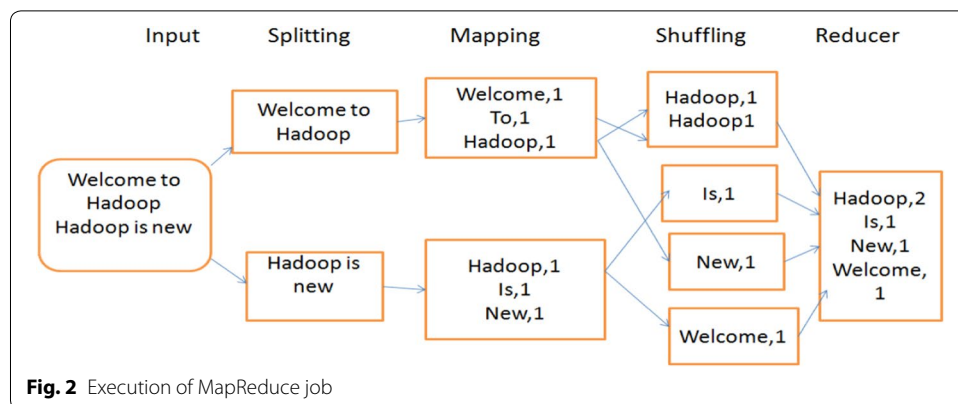 Input
Splitting
Mapping
Shuffling
Reducer
Welcome to
Hadoop
Hadoop is new
Welcome to
Hadoop
Hadoop is
new
Welcome,1
To,1
Hadoop,1
Hadoop,1
Is,1
New,1
Hadoop,1
Hadoop1
Is,1
New,1
Welcome,1
Hadoop,2
Is,1
New,1
Welcome,
1
Fig. 2 Execution of MapReduce job